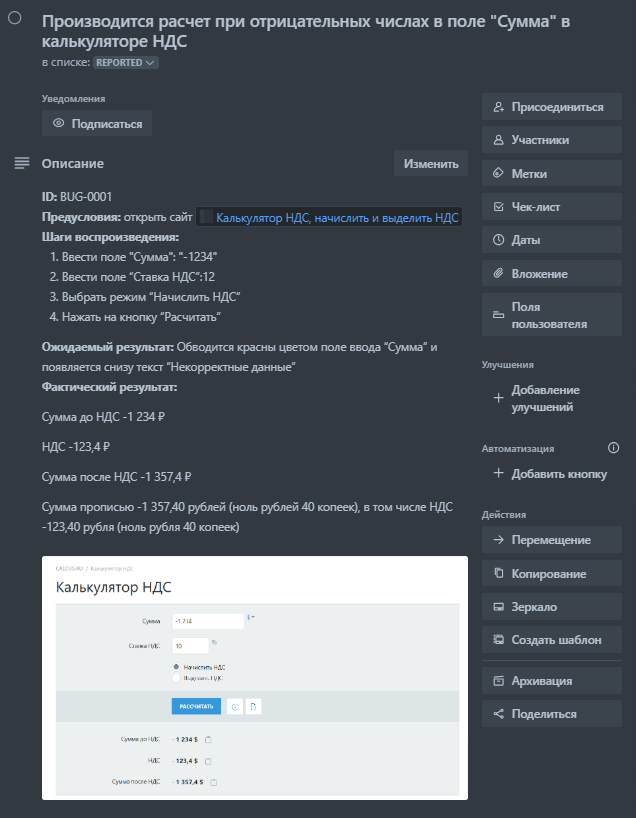 Производится расчет при отрицательных числах в поле "Сумма" в
калькуляторе НДС
в списке: REPORTED
Уведомления
Подписаться
Описание
Изменить
ID: BUG-0001
Предусловия: открыть сайт Калькулятор НДС, начислить и выделить НДС
Шаги воспроизведения:
1. Ввести поле "Сумма": "-1234"
2. Ввести поле “Ставка НДС”:12
3. Выбрать режим “Начислить НДС”
4. Нажать на кнопку “Расчитать”
Ожидаемый результат: Обводится красны цветом поле ввода “Сумма” и
появляется снизу текст “Некорректные данные”
Фактический результат:
Сумма до НДС -1 234 ₽
НДС -123,4 ₽
Сумма после НДС -1 357,4 ₽
Сумма прописью -1 357,40 рублей (ноль рублей 40 копеек), в том числе НДС
-123,40 рубля (ноль рубля 40 копеек)
CALCUS.RU / Калькулятор НДС
Калькулятор НДС
Сумма -1 234
Ставка НДС 10 %
Начислить НДС
Выделить НДС
РАССЧИТАТЬ
Сумма до НДС - 1 234 $
НДС - 123,4 $
Сумма после НДС - 1 357,4 $
Присоединиться
Участники
Метки
Чек-лист
Даты
Вложение
Поля
пользователя
Улучшения
Добавление
улучшений
Автоматизация
Добавить кнопку
Действия
Перемещение
Копирование
Зеркало
Создать шаблон
Архивация
Поделиться